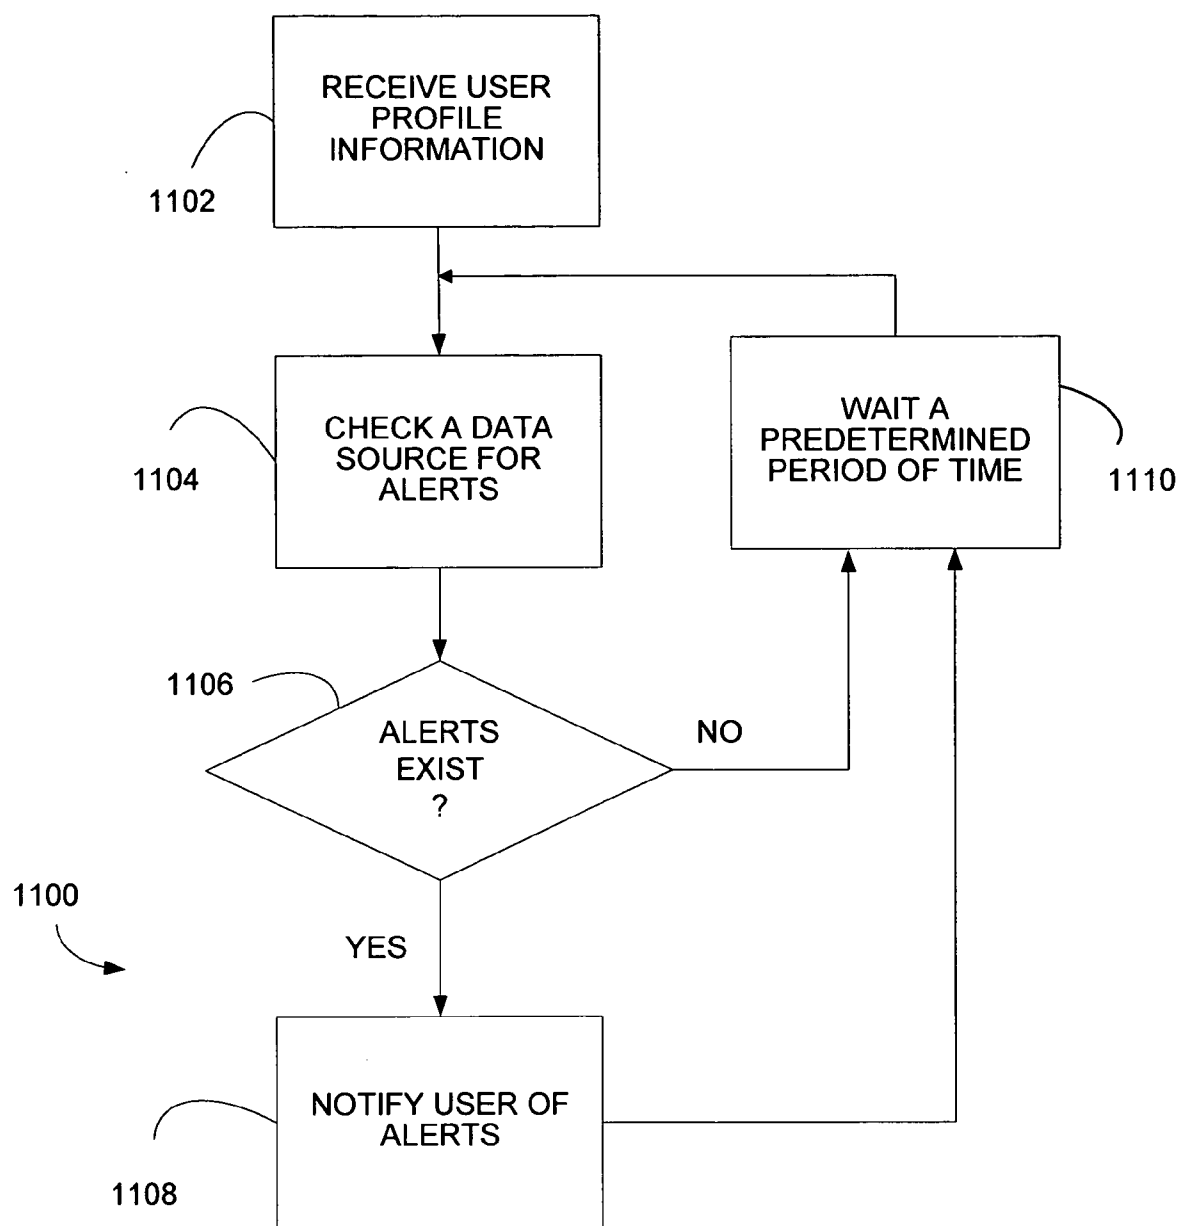 RECEIVE USER
PROFILE
INFORMATION
1102
CHECK A DATA
SOURCE FOR
ALERTS
1104
WAIT A
PREDETERMINED
PERIOD OF TIME
1110
1106
ALERTS
EXIST
?
NO
1100
YES
NOTIFY USER OF
ALERTS
1108